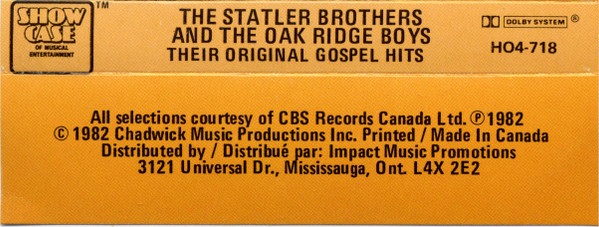 SHOW
CASE
OF MUSICAL
ENTERTAINMENT
TM
THE STATLER BROTHERS
AND THE OAK RIDGE BOYS
THEIR ORIGINAL GOSPEL HITS
DOLBY SYSTEM ®
HO4-718
All selections courtesy of CBS Records Canada Ltd. ℗ 1982
© 1982 Chadwick Music Productions Inc. Printed / Made In Canada
Distributed by / Distribué par: Impact Music Promotions
3121 Universal Dr., Mississauga, Ont. L4X 2E2